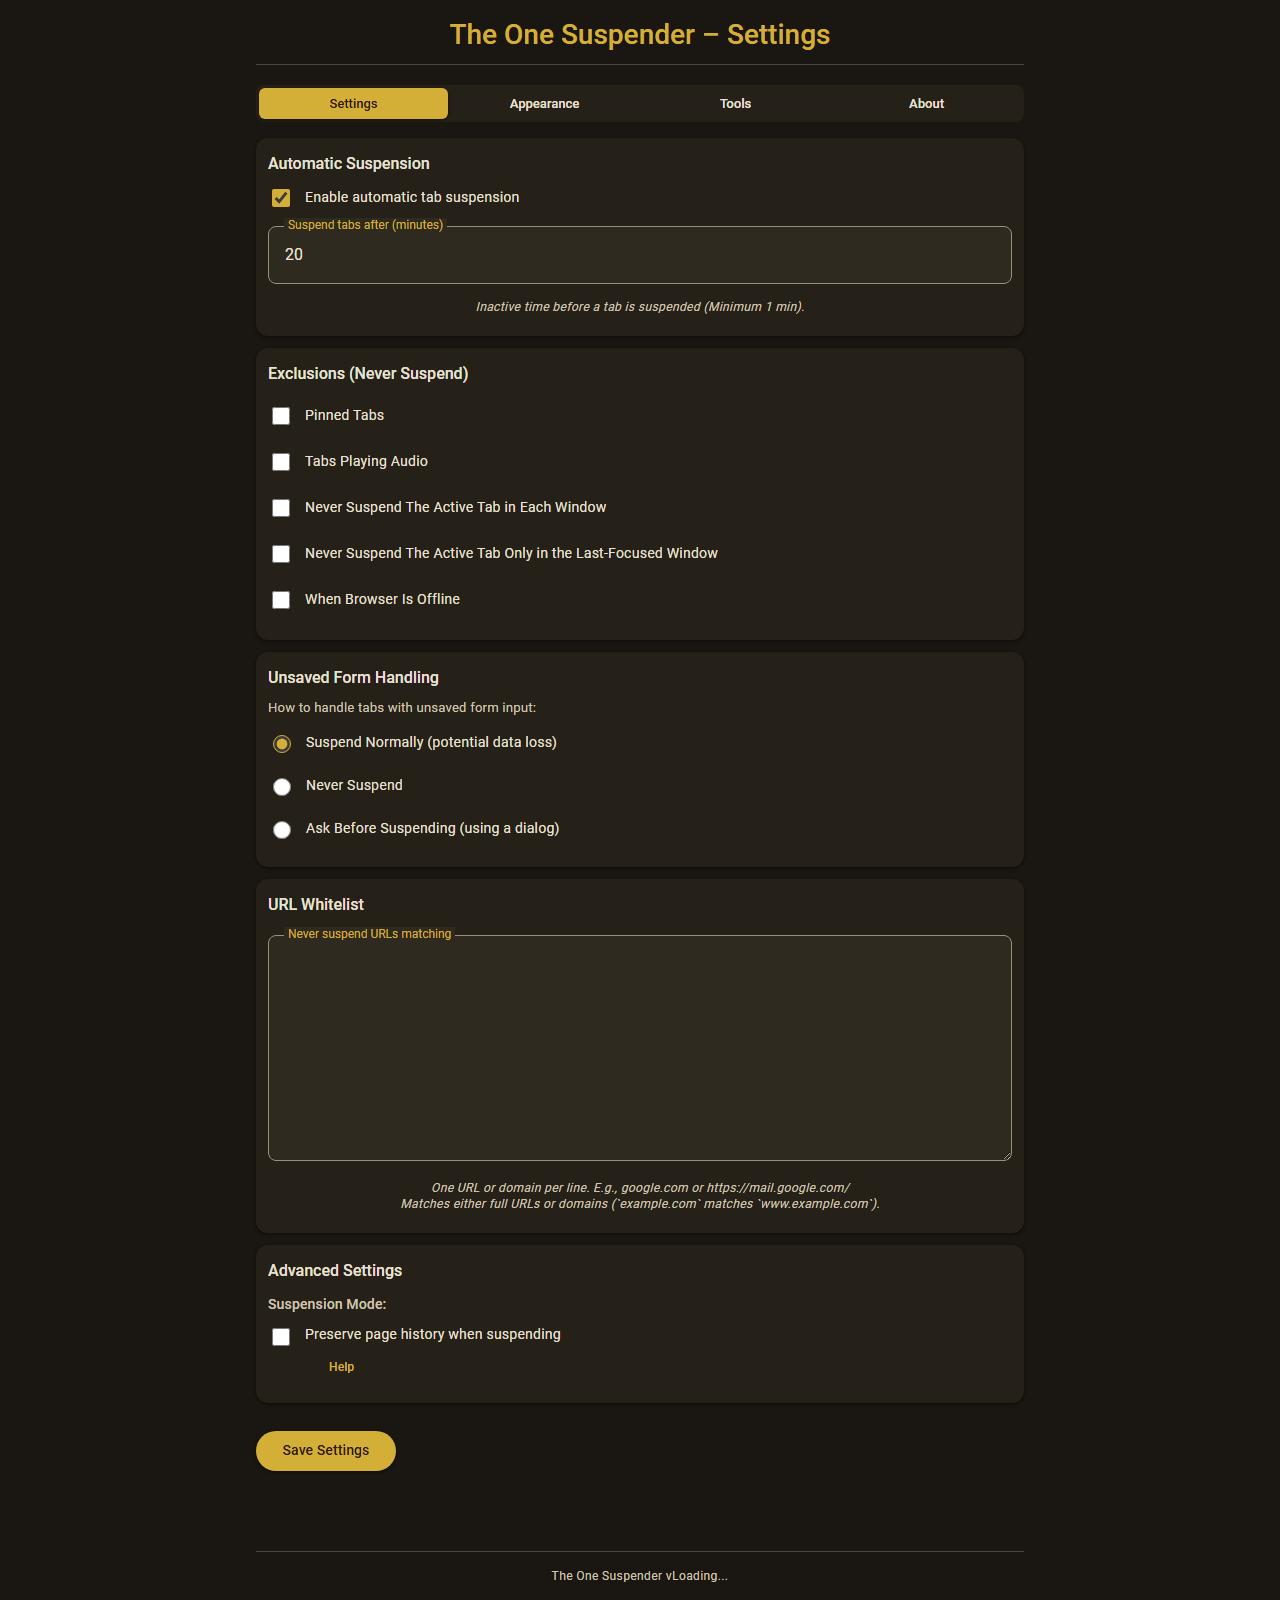 The One Suspender – Settings
Settings
Appearance
Tools
About
Automatic Suspension
Enable automatic tab suspension
Suspend tabs after (minutes)
20
Inactive time before a tab is suspended (Minimum 1 min).
Exclusions (Never Suspend)
Pinned Tabs
Tabs Playing Audio
Never Suspend The Active Tab in Each Window
Never Suspend The Active Tab Only in the Last-Focused Window
When Browser Is Offline
Unsaved Form Handling
How to handle tabs with unsaved form input:
Suspend Normally (potential data loss)
Never Suspend
Ask Before Suspending (using a dialog)
URL Whitelist
Never suspend URLs matching
One URL or domain per line. E.g., google.com or https://mail.google.com/
Matches either full URLs or domains (`example.com` matches `www.example.com`).
Advanced Settings
Suspension Mode:
Preserve page history when suspending
Help
Save Settings
The One Suspender vLoading...